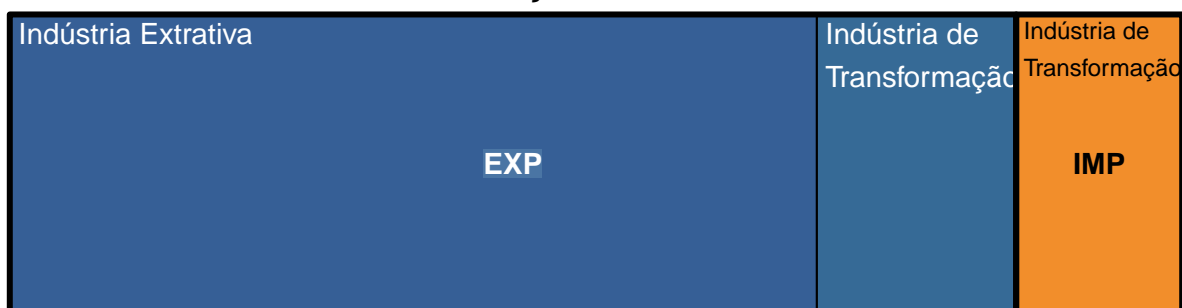 Indústria Extrativa
Indústria de
Transformação
EXP
Indústria de
Transformação
IMP